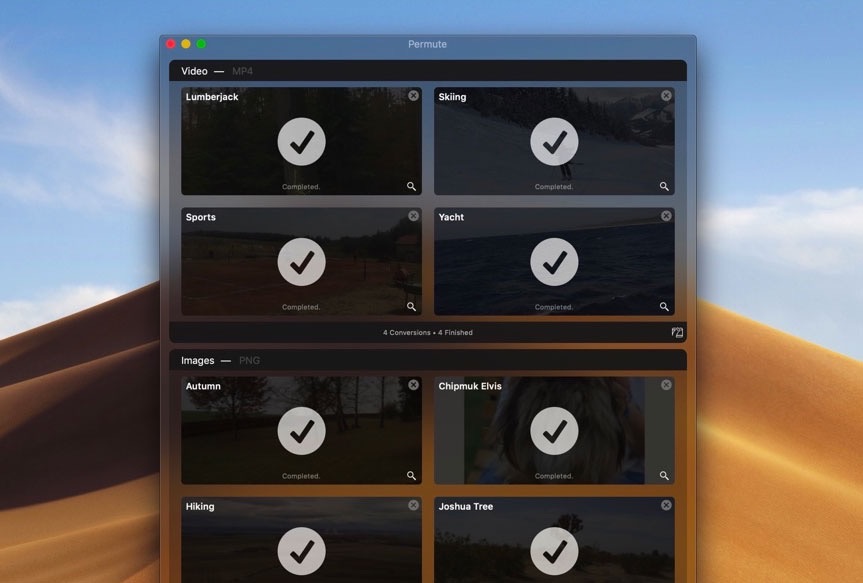 Permute
Video — MP4
Lumberjack
Skiing
Completed.
Completed.
Sports
Yacht
Completed.
Completed.
4 Conversions • 4 Finished
Images — PNG
Autumn
Chipmuk Elvis
Completed.
Completed.
Hiking
Joshua Tree